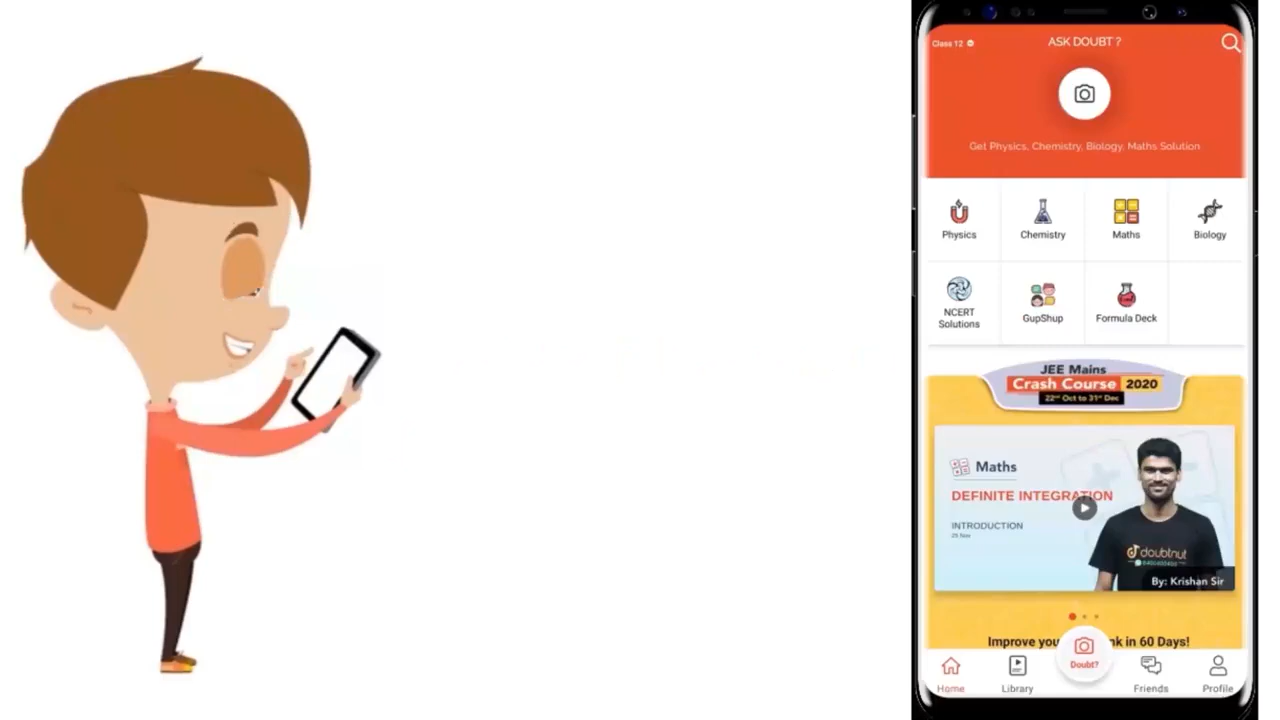 Class 12
ASK DOUBT ?
Get Physics, Chemistry, Biology, Maths Solution
Physics
Chemistry
Maths
Biology
NCERT
Solutions
GupShup
Formula Deck
JEE Mains
Crash Course 2020
22nd Oct to 31st Dec
Maths
DEFINITE INTEGRATION
INTRODUCTION
doubtnut
By: Krishan Sir
Improve you nk in 60 Days!
Doubt?
Home
Library
Friends
Profile